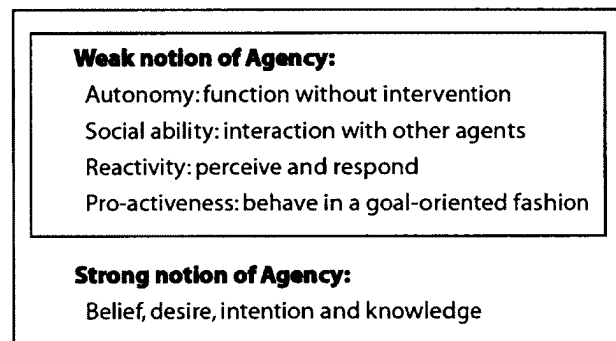 Weak notion of Agency:
Autonomy: function without intervention
Social ability: interaction with other agents
Reactivity: perceive and respond
Pro-activeness: behave in a goal-oriented fashion
Strong notion of Agency:
Belief, desire, intention and knowledge